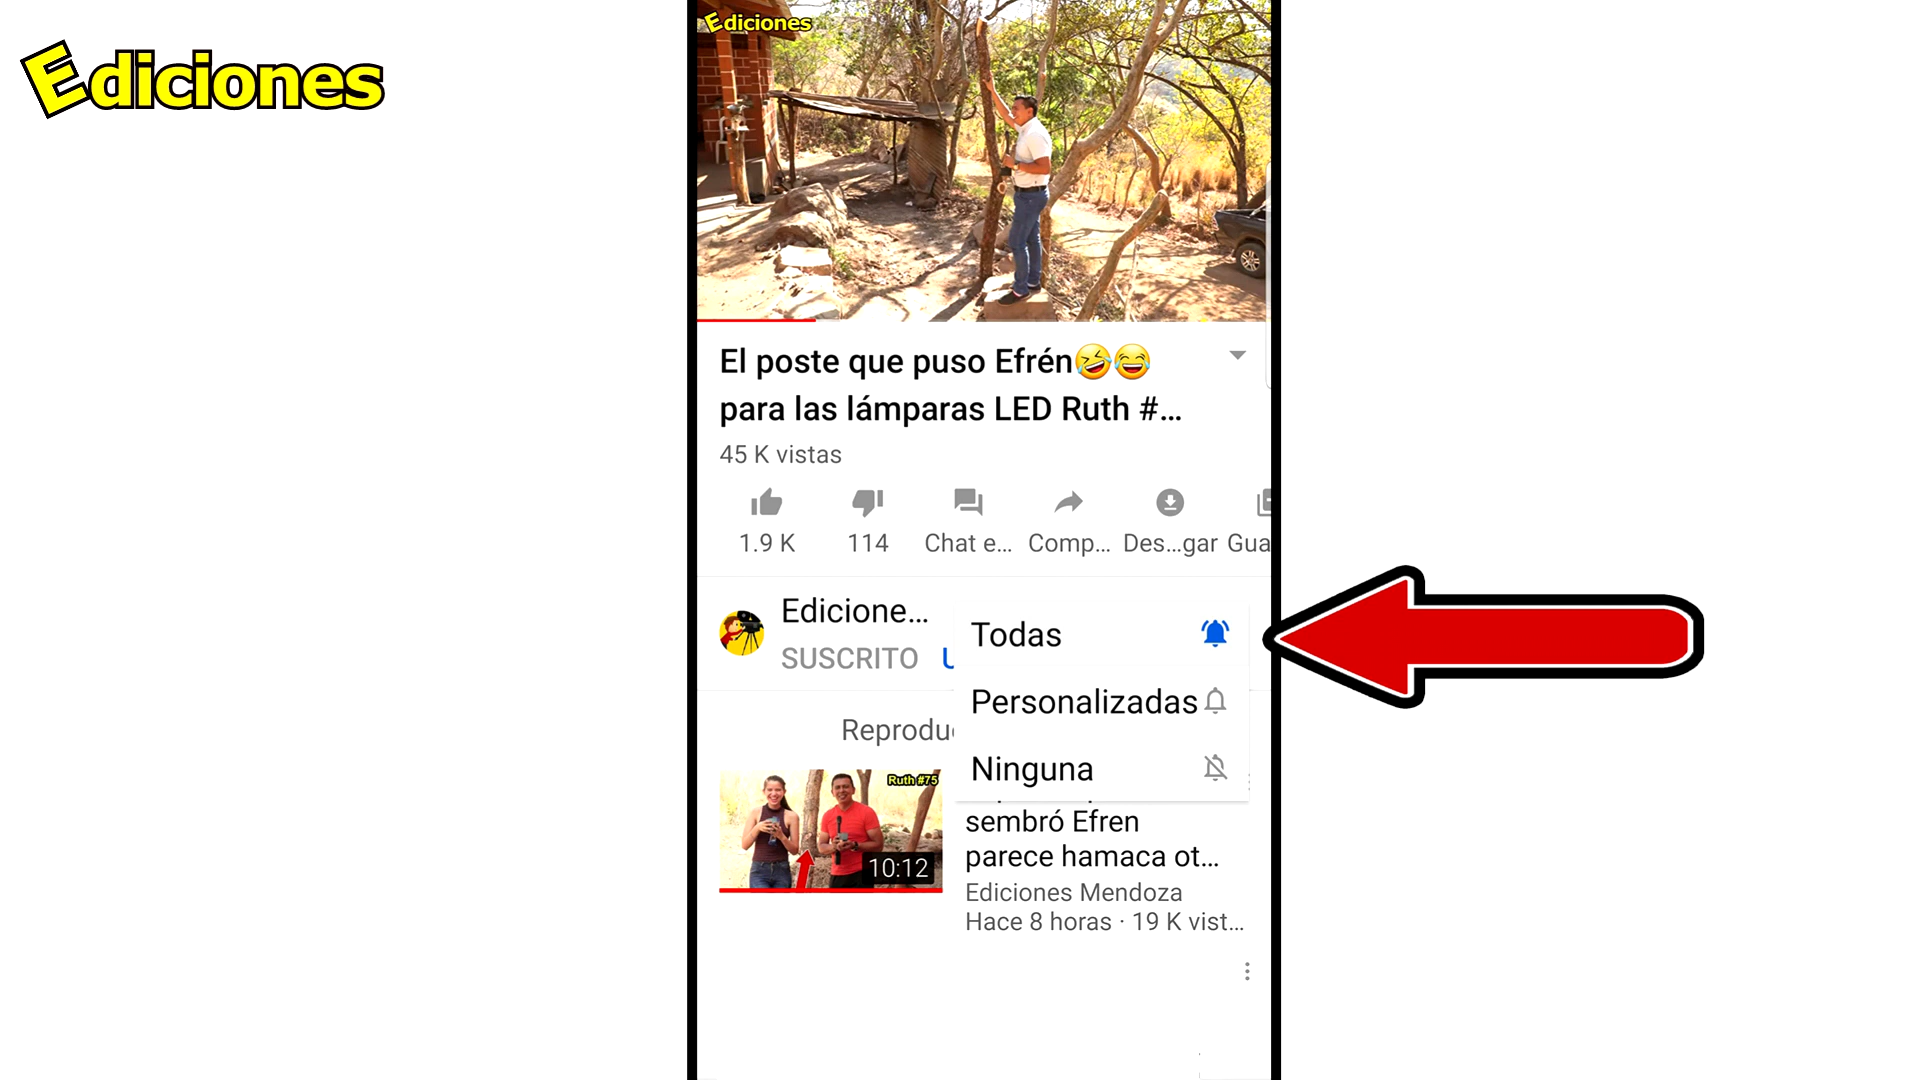 Ediciones
Ediciones
El poste que puso Efrén🤣😂
para las lámparas LED Ruth #...
45 K vistas
1.9 K
114
Chat e...
Comp...
Des...gar
Gua
Edicione...
SUSCRITO
Todas
Personalizadas
Ninguna
Reprodu
Ruth #75
10:12
sembró Efren
parece hamaca ot...
Ediciones Mendoza
Hace 8 horas · 19 K vist...